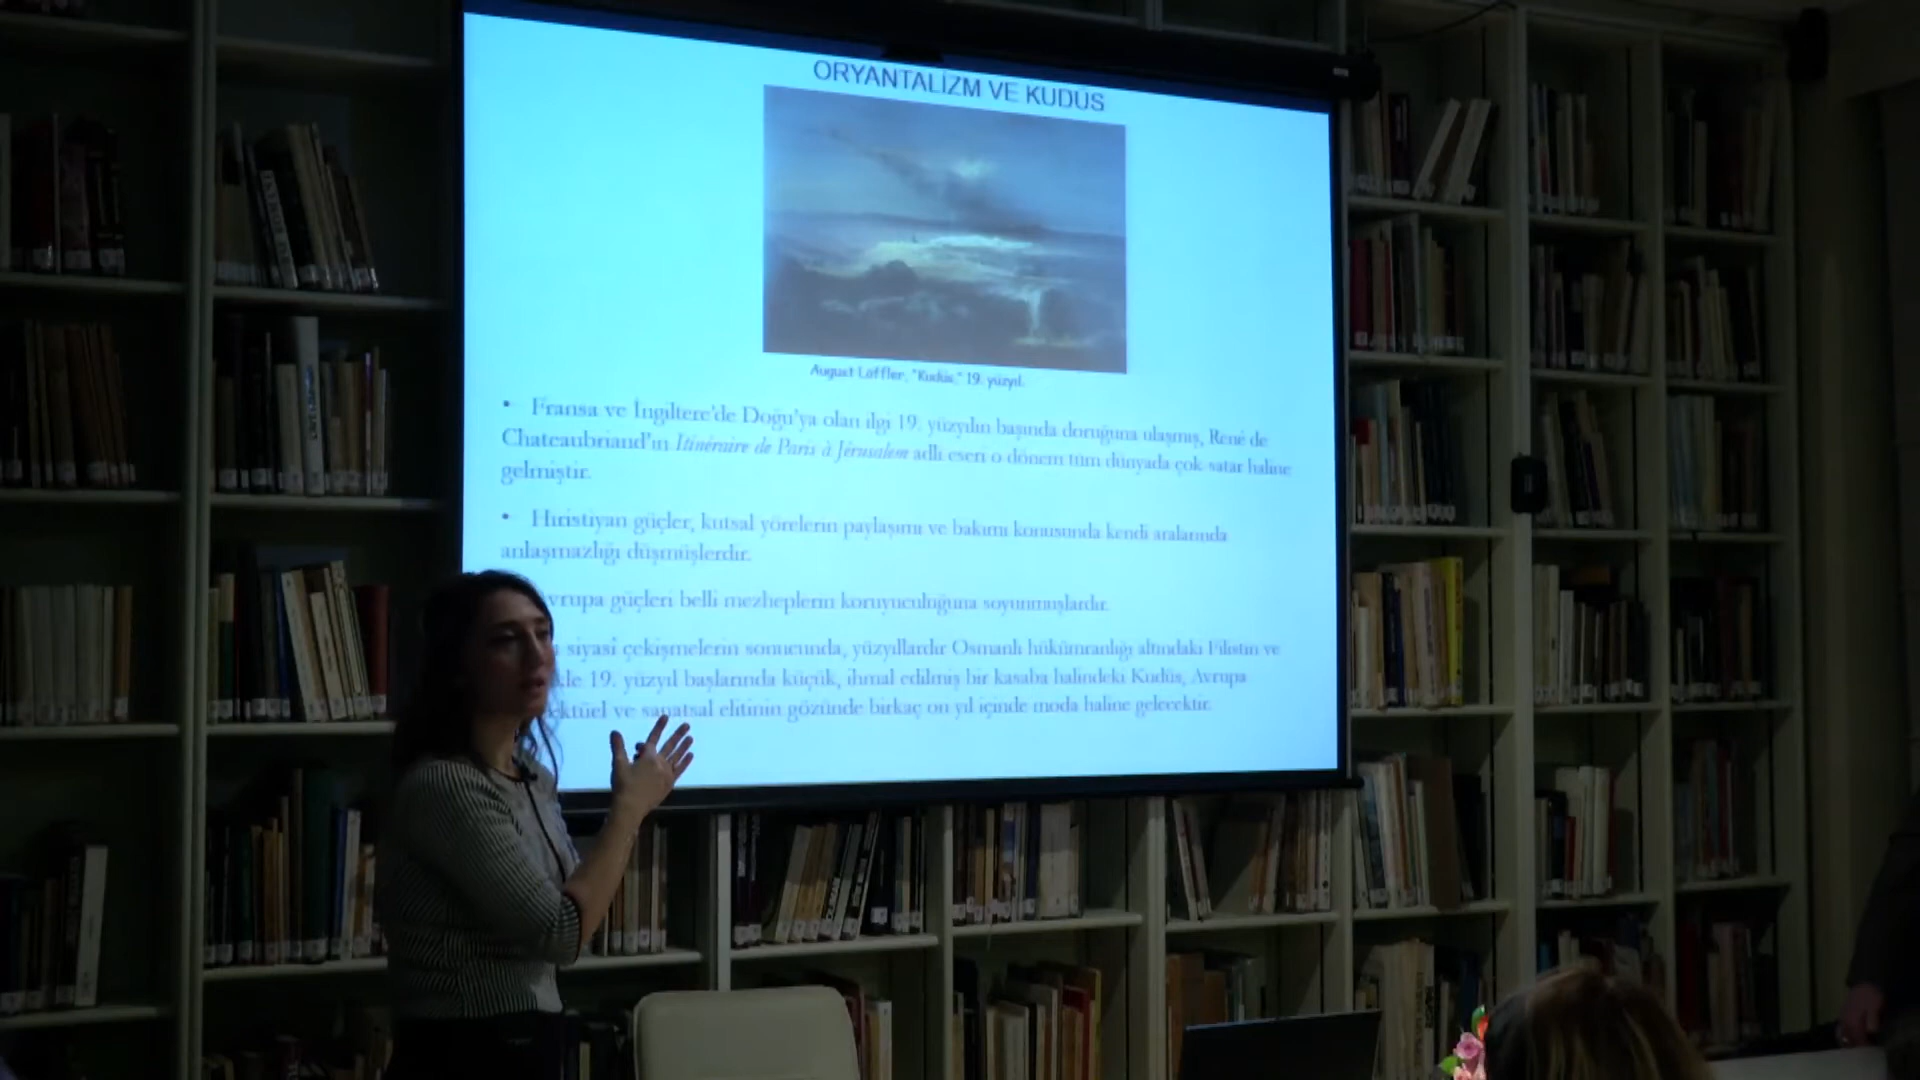 ORYANTALİZM VE KUDÜS
August Löffler, "Kudüs," 19. yüzyıl.
• Fransa ve İngiltere'de Doğu'ya olan ilgi 19. yüzyılın başında doruğuna ulaşmış, René de
Chateaubriand'ın Itinéraire de Paris à Jérusalem adlı eseri o dönem tüm dünyada çok satar haline
gelmiştir.
• Hıristiyan güçler, kutsal yörelerin paylaşımı ve bakımı konusunda kendi aralarında
anlaşmazlığı düşmüşlerdir.
vrupa güçleri belli mezheplerin koruyuculuğuna soyunmuşlardır.
siyasî çekişmelerin sonucunda, yüzyıllardır Osmanlı hükümranlığı altındaki Filistin ve
kle 19. yüzyıl başlarında küçük, ihmal edilmiş bir kasaba halindeki Kudüs, Avrupa
ektüel ve sanatsal elitinin gözünde birkaç on yıl içinde moda haline gelecektir.